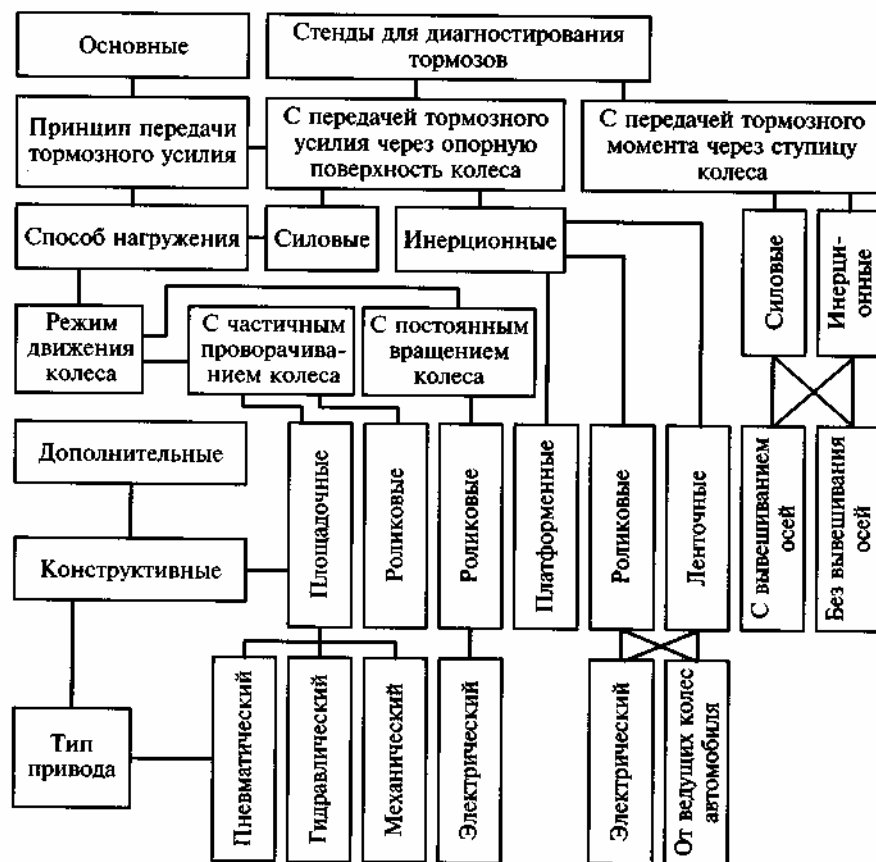 Основные
Стенды для диагностирования
тормозов
Принцип передачи
тормозного усилия
С передачей тормозного
усилия через опорную
поверхность колеса
С передачей тормозного
момента через ступицу
колеса
Способ нагружения
Силовые
Инерционные
Силовые
Инерци-
онные
Режим
движения
колеса
С частичным
проворачива-
нием колеса
С постоянным
вращением
колеса
Дополнительные
Конструктивные
Площадочные
Роликовые
Роликовые
Платформенные
Роликовые
Ленточные
С вывешиванием
осей
Без вывешивания
осей
Тип
привода
Пневматический
Гидравлический
Механический
Электрический
Электрический
От ведущих колес
автомобиля